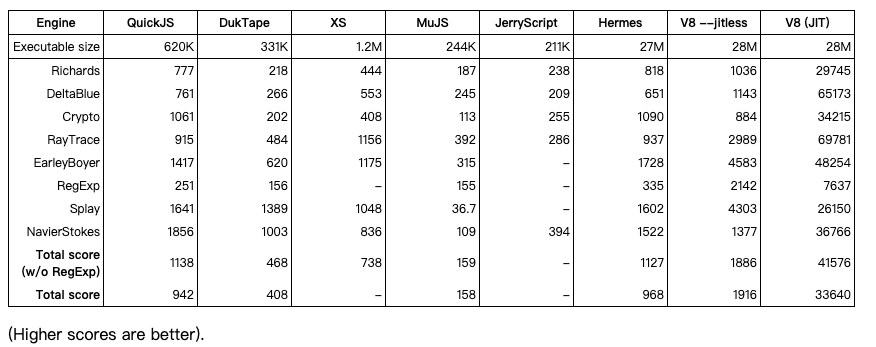 Engine QuickJS DukTape XS MuJS JerryScript Hermes V8 --jitless V8 (JIT)
Executable size 620K 331K 1.2M 244K 211K 27M 28M 28M
Richards 777 218 444 187 238 818 1036 29745
DeltaBlue 761 266 553 245 209 651 1143 65173
Crypto 1061 202 408 113 255 1090 884 34215
RayTrace 915 484 1156 392 286 937 2989 69781
EarleyBoyer 1417 620 1175 315 – 1728 4583 48254
RegExp 251 156 – 155 – 335 2142 7637
Splay 1641 1389 1048 36.7 – 1602 4303 26150
NavierStokes 1856 1003 836 109 394 1522 1377 36766
Total score
(w/o RegExp) 1138 468 738 159 – 1127 1886 41576
Total score 942 408 – 158 – 968 1916 33640
(Higher scores are better).